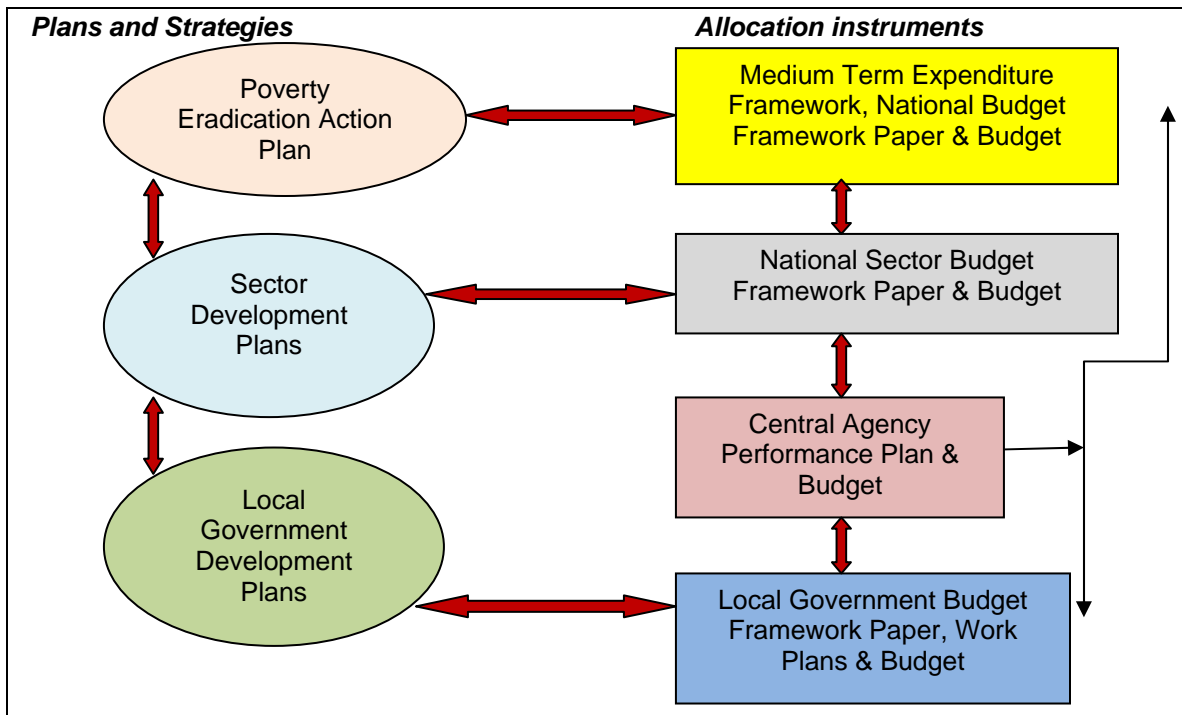 Plans and Strategies
Allocation instruments
Poverty
Eradication Action
Plan
Medium Term Expenditure
Framework, National Budget
Framework Paper & Budget
Sector
Development
Plans
National Sector Budget
Framework Paper & Budget
Central Agency
Performance Plan &
Budget
Local
Government
Development
Plans
Local Government Budget
Framework Paper, Work
Plans & Budget